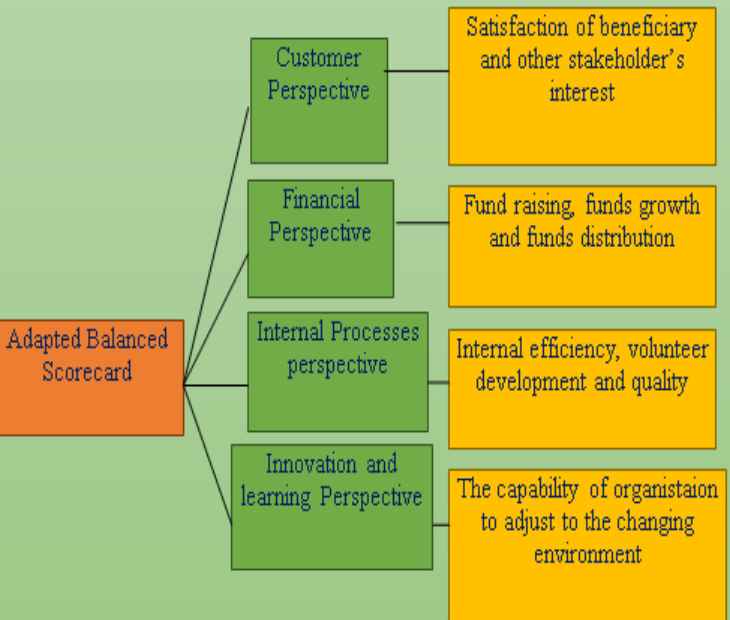 Customer
Perspective
Satisfaction of beneficiary
and other stakeholder's
interest
Financial
Perspective
Fund raising, funds growth
and funds distribution
Adapted Balanced
Scorecard
Internal Processes
perspective
Internal efficiency, volunteer
development and quality
Innovation and
learning Perspective
The capability of organistaion
to adjust to the changing
environment